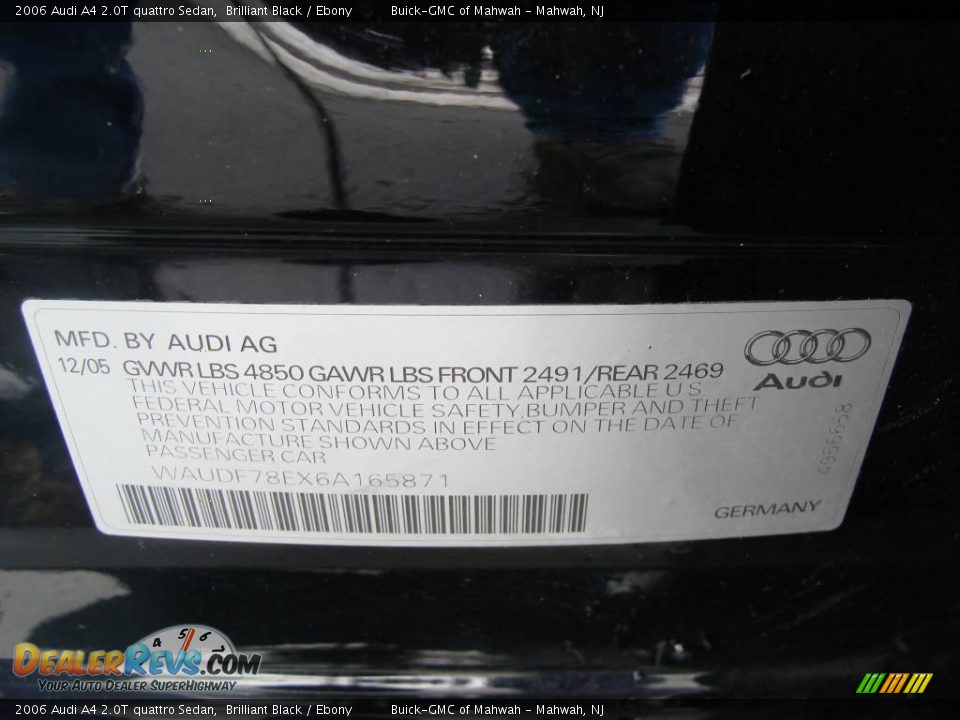 2006 Audi A4 2.0T quattro Sedan, Brilliant Black / Ebony Buick-GMC of Mahwah - Mahwah, NJ
MFD. BY AUDI AG
12/05 GVWR LBS 4850 GAWR LBS FRONT 2491/REAR 2469
THIS VEHICLE CONFORMS TO ALL APPLICABLE U S
FEDERAL MOTOR VEHICLE SAFETY,BUMPER AND THEFT
PREVENTION STANDARDS IN EFFECT ON THE DATE OF
MANUFACTURE SHOWN ABOVE
PASSENGER CAR
WAUDF78EX6A165871
Audi
4966668
GERMANY
4 5 6
DEALERREVS.COM
YOUR AUTO DEALER SUPERHIGHWAY
2006 Audi A4 2.0T quattro Sedan, Brilliant Black / Ebony Buick-GMC of Mahwah - Mahwah, NJ